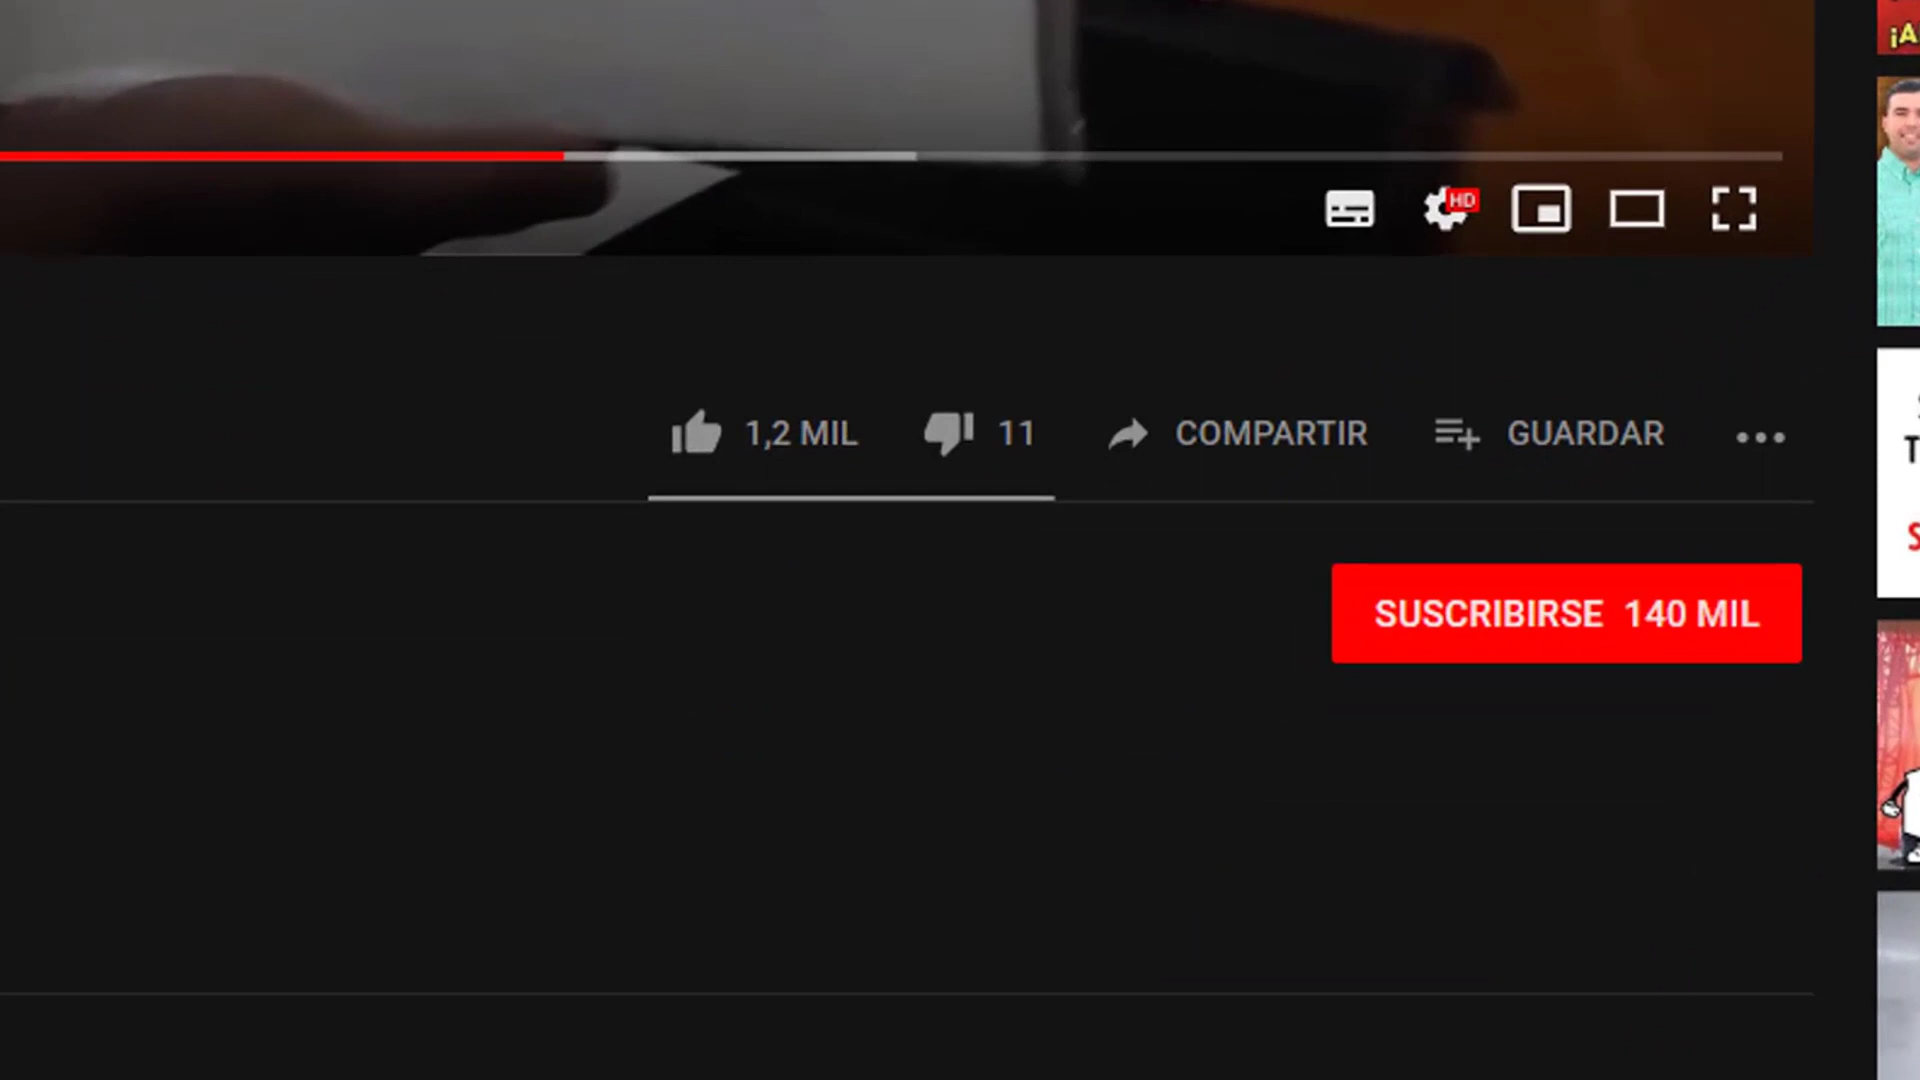 ¡A
HD
1,2 MIL 11 COMPARTIR GUARDAR
T
S
SUSCRIBIRSE 140 MIL